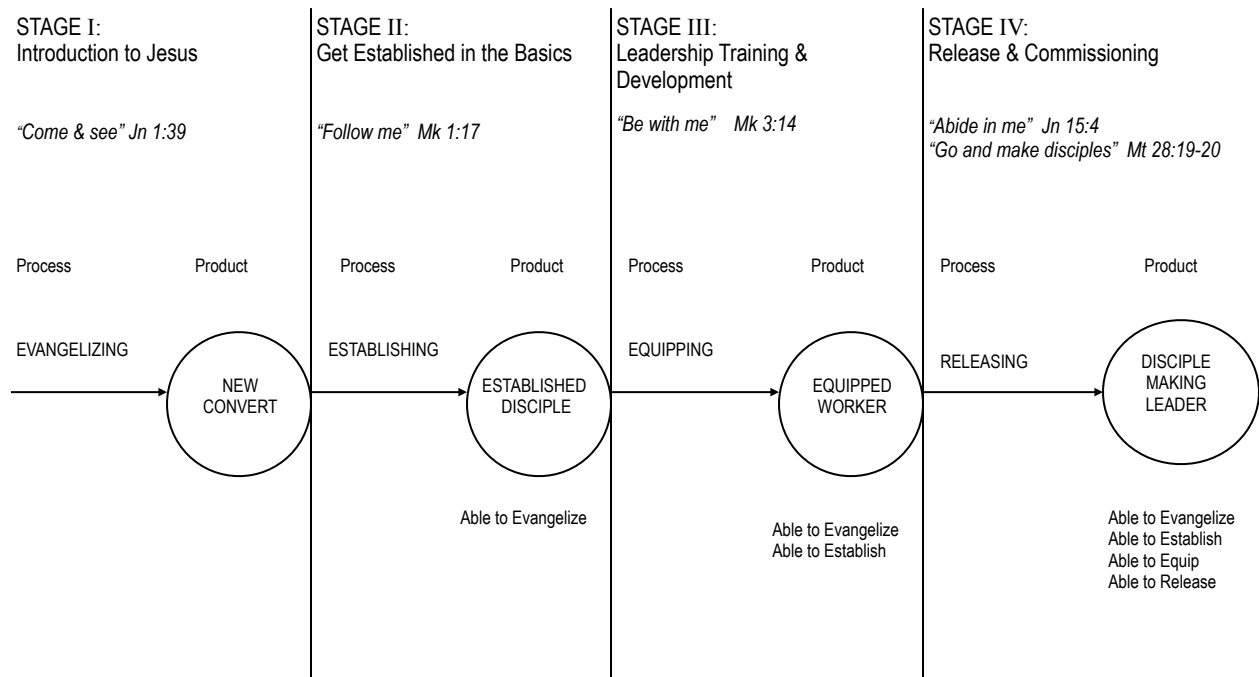 STAGE I:
Introduction to Jesus
“Come & see” Jn 1:39
Process
Product
EVANGELIZING
NEW
CONVERT
STAGE II:
Get Established in the Basics
“Follow me” Mk 1:17
Process
Product
ESTABLISHING
ESTABLISHED
DISCIPLE
Able to Evangelize
STAGE III:
Leadership Training &
Development
“Be with me” Mk 3:14
Process
Product
EQUIPPING
EQUIPPED
WORKER
Able to Evangelize
Able to Establish
STAGE IV:
Release & Commissioning
“Abide in me” Jn 15:4
“Go and make disciples” Mt 28:19-20
Process
Product
RELEASING
DISCIPLE
MAKING
LEADER
Able to Evangelize
Able to Establish
Able to Equip
Able to Release